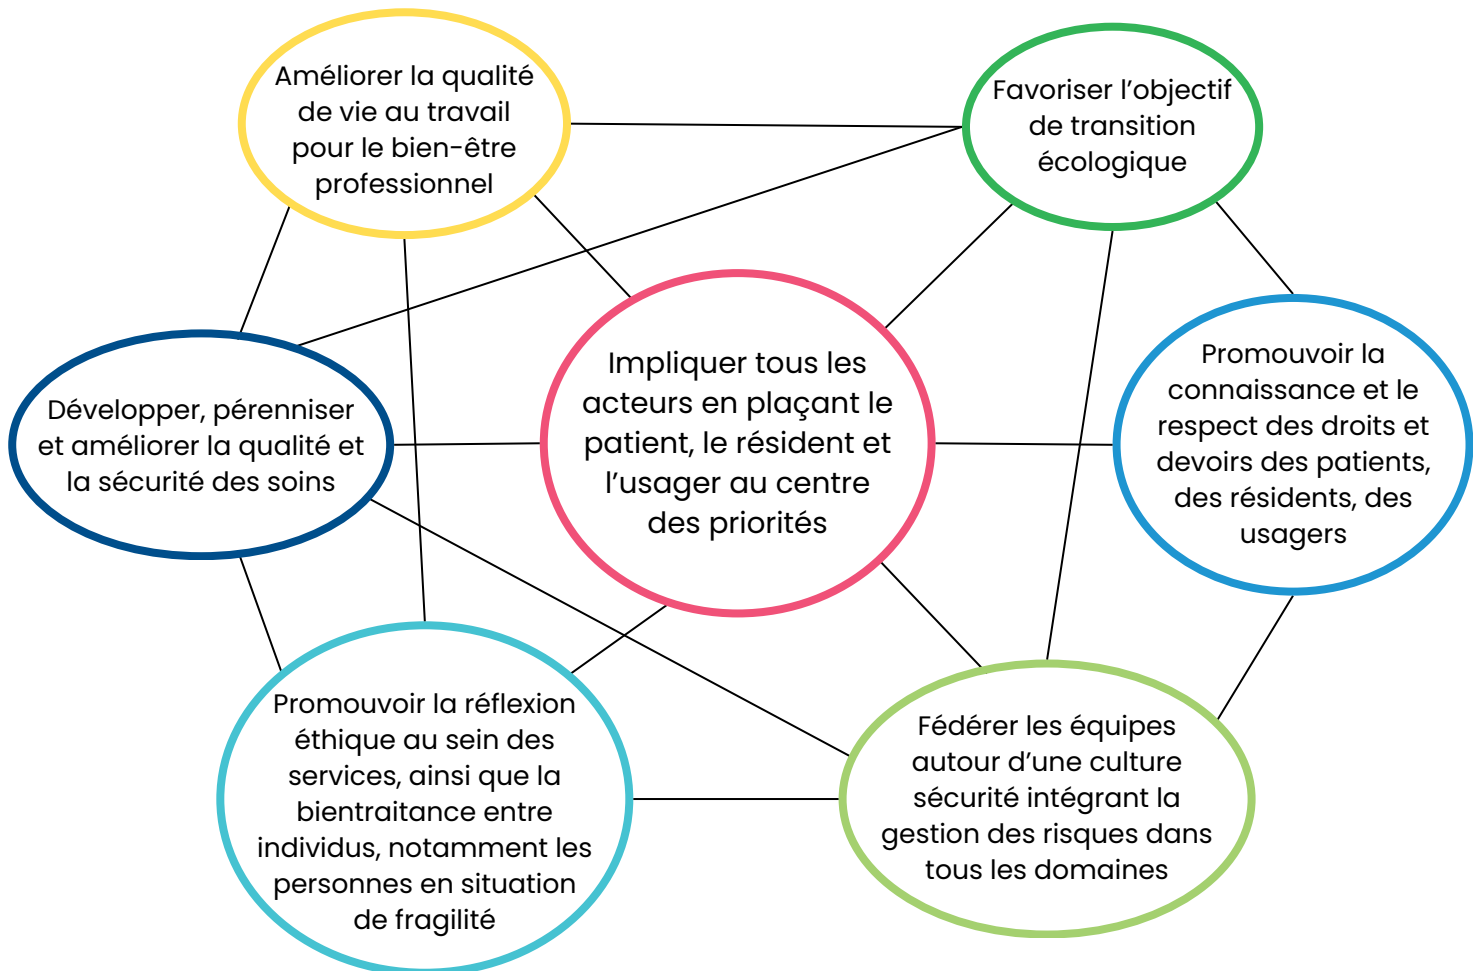 Améliorer la qualité
de vie au travail
pour le bien-être
professionnel
Favoriser l’objectif
de transition
écologique
Impliquer tous les
acteurs en plaçant le
patient, le résident et
l’usager au centre
des priorités
Promouvoir la
connaissance et le
respect des droits et
devoirs des patients,
des résidents, des
usagers
Développer, pérenniser
et améliorer la qualité et
la sécurité des soins
Promouvoir la réflexion
éthique au sein des
services, ainsi que la
bientraitance entre
individus, notamment les
personnes en situation
de fragilité
Fédérer les équipes
autour d’une culture
sécurité intégrant la
gestion des risques dans
tous les domaines